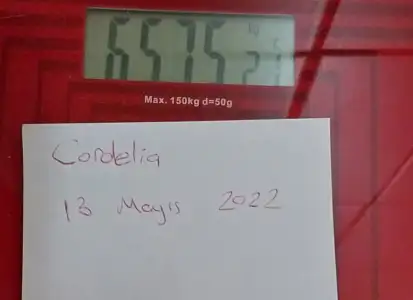 6575
Max. 150kg d=50g
Cordelia
13 Mayıs 2022